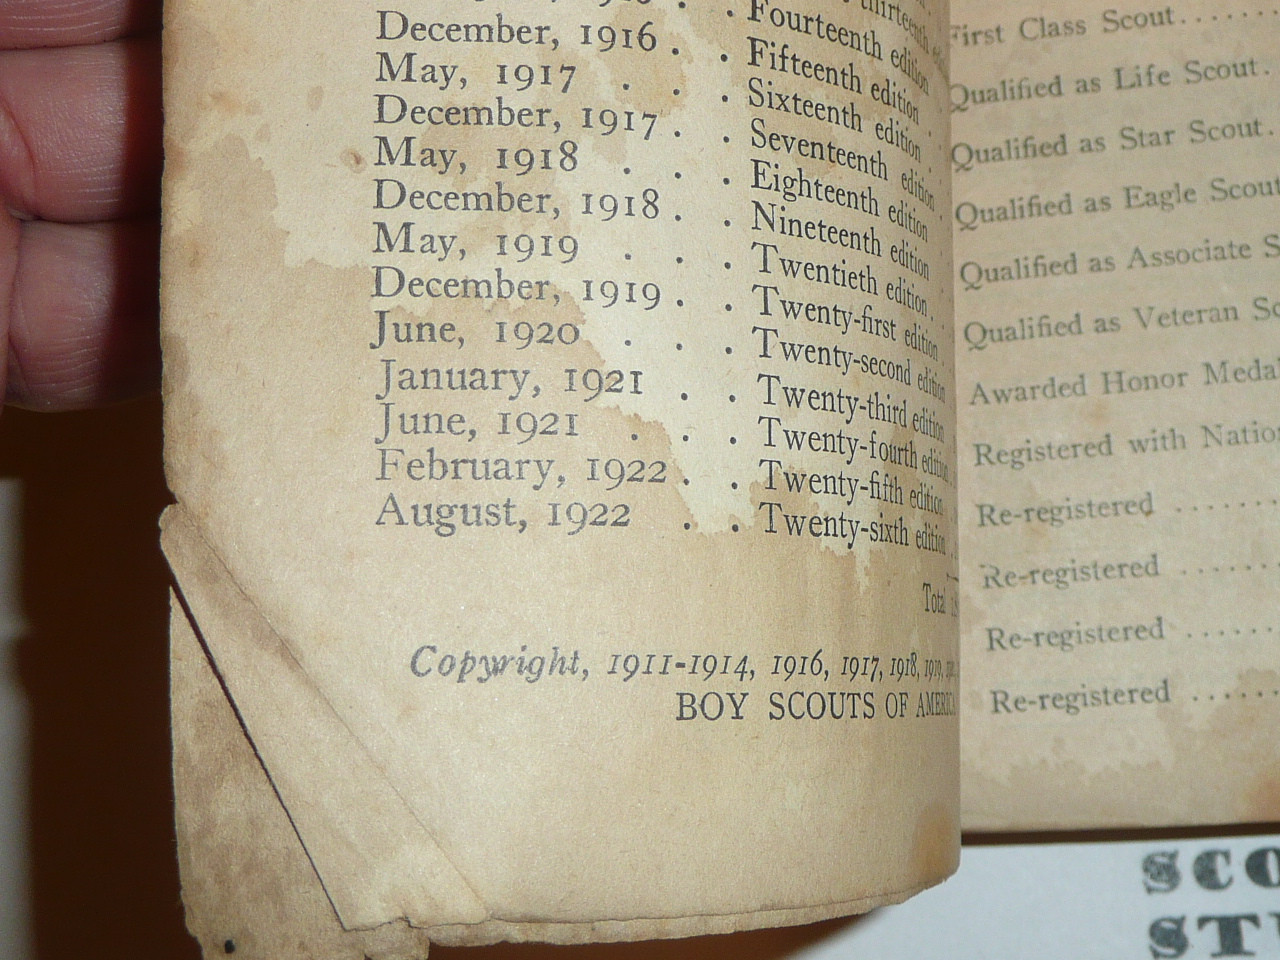 Fourteenth edition
December, 1916 . . Fifteenth edition
May, 1917 . . . Sixteenth edition
December, 1917 . . Seventeenth edition
May, 1918 . . . Eighteenth edition
December, 1918 . . Nineteenth edition
May, 1919 . . . Twentieth edition
December, 1919 . . Twenty-first edition
June, 1920 . . . Twenty-second edition
January, 1921 . . Twenty-third edition
June, 1921 . . . Twenty-fourth edition
February, 1922 . . Twenty-fifth edition
August, 1922 . . Twenty-sixth edition
Total
Copyright, 1911-1914, 1916, 1917, 1918, 1919,
BOY SCOUTS OF AMERICA
First Class Scout.......
Qualified as Life Scout.
Qualified as Star Scout.
Qualified as Eagle Scout
Qualified as Associate
Qualified as Veteran
Awarded Honor Medal
Registered with
Re-registered .......
Re-registered ......
Re-registered ......
Re-registered ......